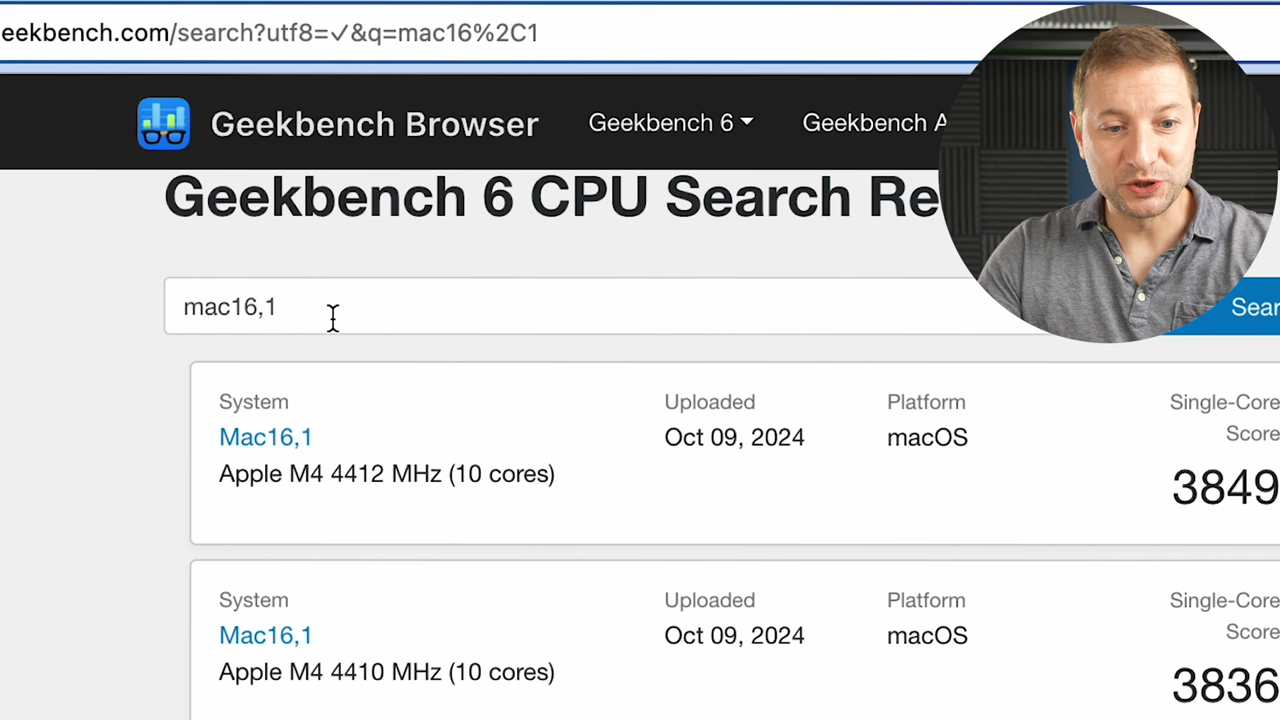 eekbench.com/search?utf8=✓&q=mac16%2C1
Geekbench Browser Geekbench 6 Geekbench A
Geekbench 6 CPU Search Re
mac16,1 Sear
System Uploaded Platform Single-Core
Score
Mac16,1 Oct 09, 2024 macOS
Apple M4 4412 MHz (10 cores) 3849
System Uploaded Platform Single-Core
Score
Mac16,1 Oct 09, 2024 macOS
Apple M4 4410 MHz (10 cores) 3836